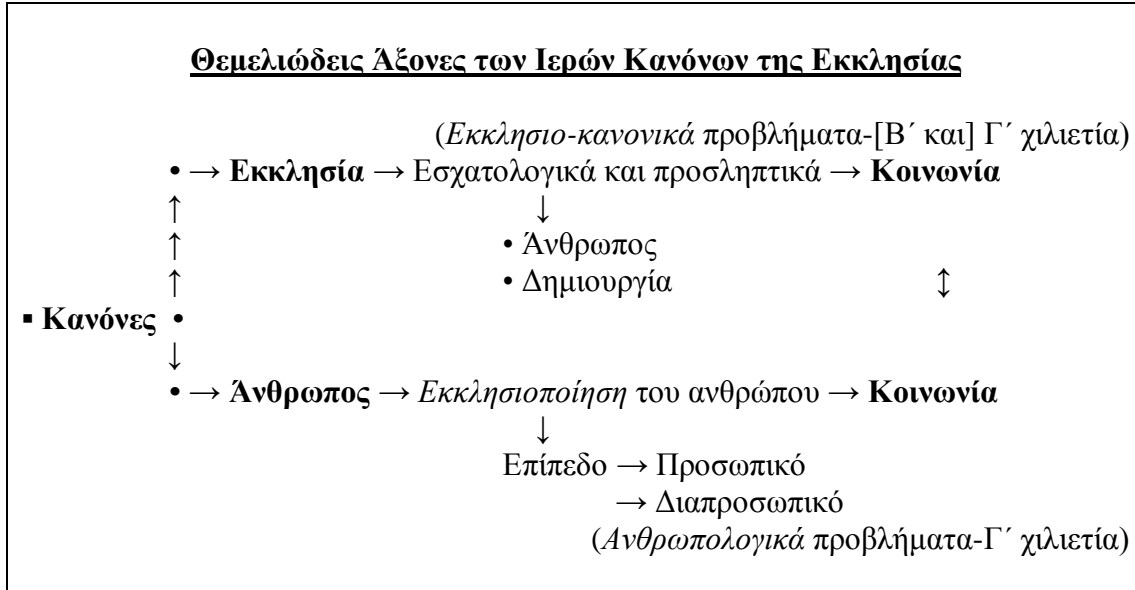 Θεμελιώδεις Άξονες των Ιερών Κανόνων της Εκκλησίας
(Εκκλησιο-κανονικά προβλήματα-[Β΄ και] Γ΄ χιλιετία)
• → Εκκλησία → Εσχατολογικά και προσληπτικά → Κοινωνία
↑ ↓
↑ • Άνθρωπος
↑ • Δημιουργία ↕
▪ Κανόνες •
↓
• → Άνθρωπος → Εκκλησιοποίηση του ανθρώπου → Κοινωνία
↓
Επίπεδο → Προσωπικό
→ Διαπροσωπικό
(Ανθρωπολογικά προβλήματα-Γ΄ χιλιετία)